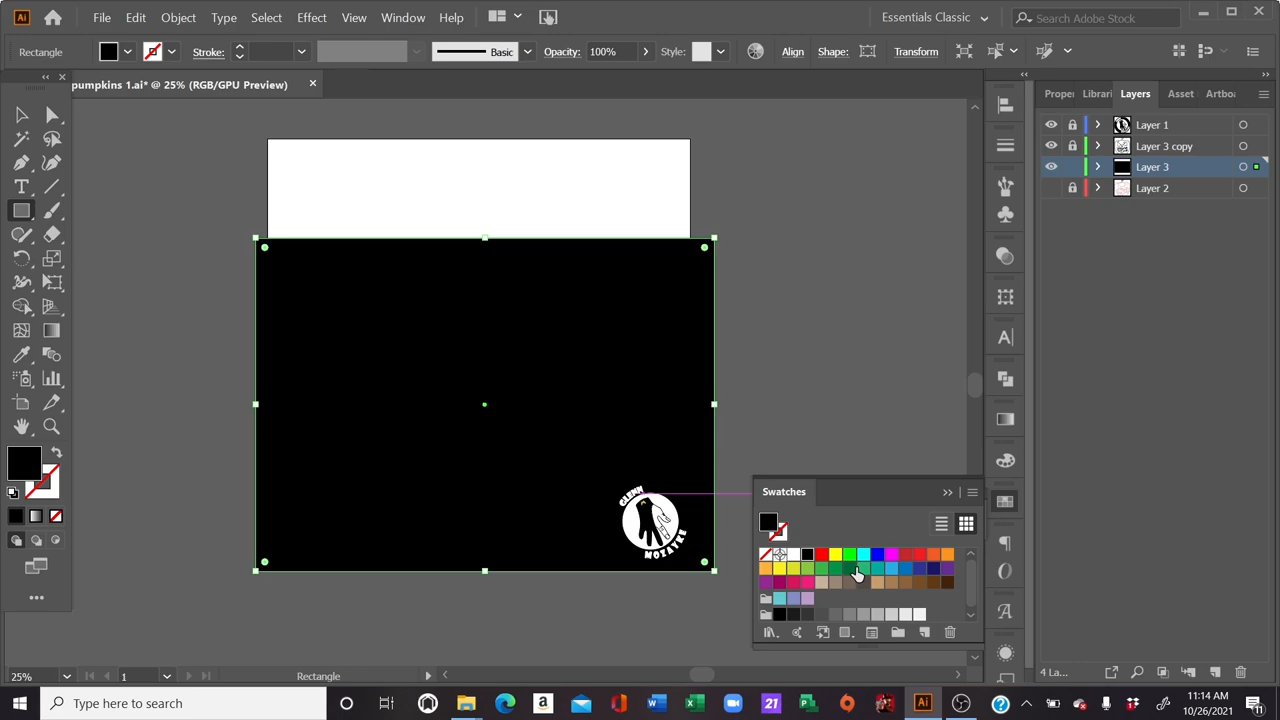 Ai File Edit Object Type Select Effect View Window Help Essentials Classic Search Adobe Stock
Rectangle Stroke: Basic Opacity: 100% Style: Align Shape: Transform
pumpkins 1.ai* @ 25% (RGB/GPU Preview)
Proper Librari Layers Asset Artboa
Layer 1
Layer 3 copy
Layer 3
Layer 2
GLENN
MOZAYKE
Swatches
25% 1 Rectangle 4 La...
Type here to search
11:14 AM
10/26/2021